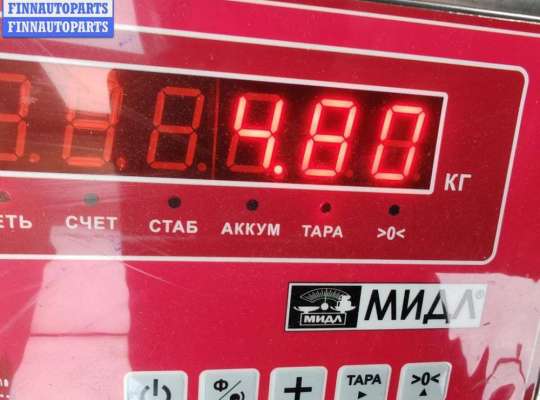 FINNAUTOPARTS
FINNAUTOPARTS
4.80
КГ
СЧЕТ СТАБ АККУМ ТАРА >0<
МИДЛ МИДЛ®
Ф + ТАРА >0<